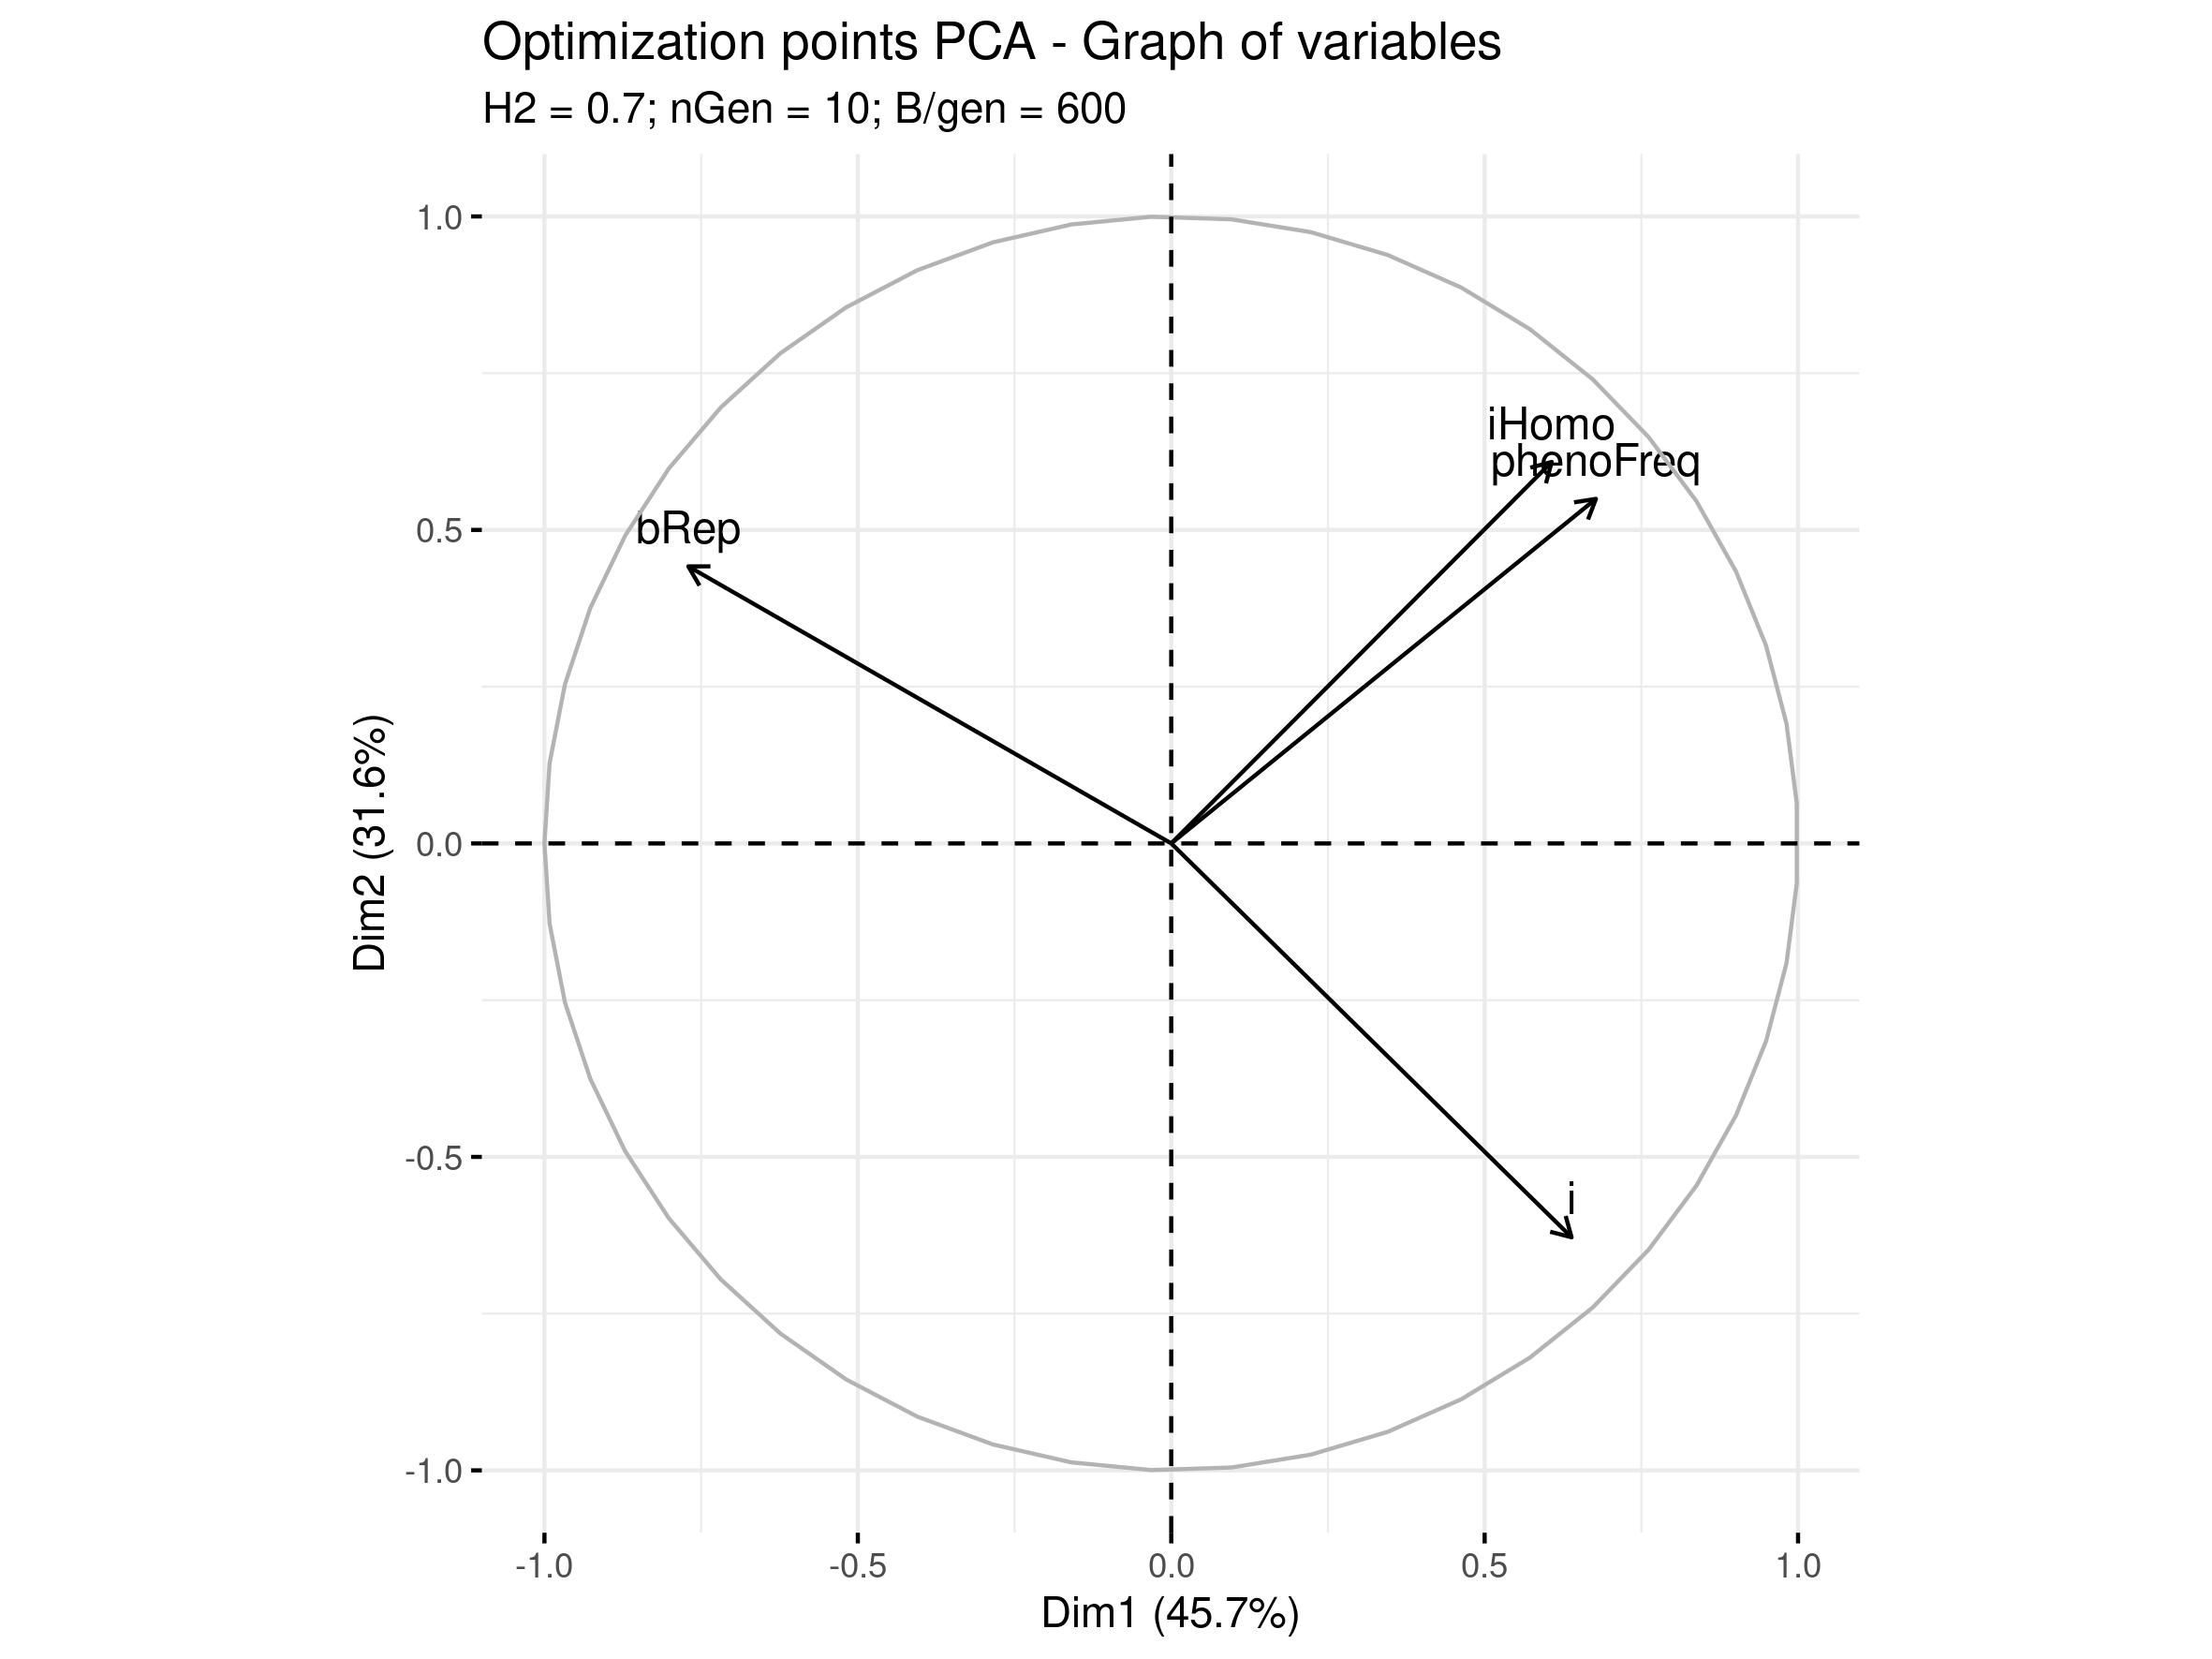 Optimization points PCA - Graph of variables
H2 = 0.7; nGen = 10; B/gen = 600
1.0
0.5
0.0
-0.5
-1.0
Dim2 (31.6%)
iHomo
phenoFreq
bRep
i
-1.0
-0.5
0.0
0.5
1.0
Dim1 (45.7%)